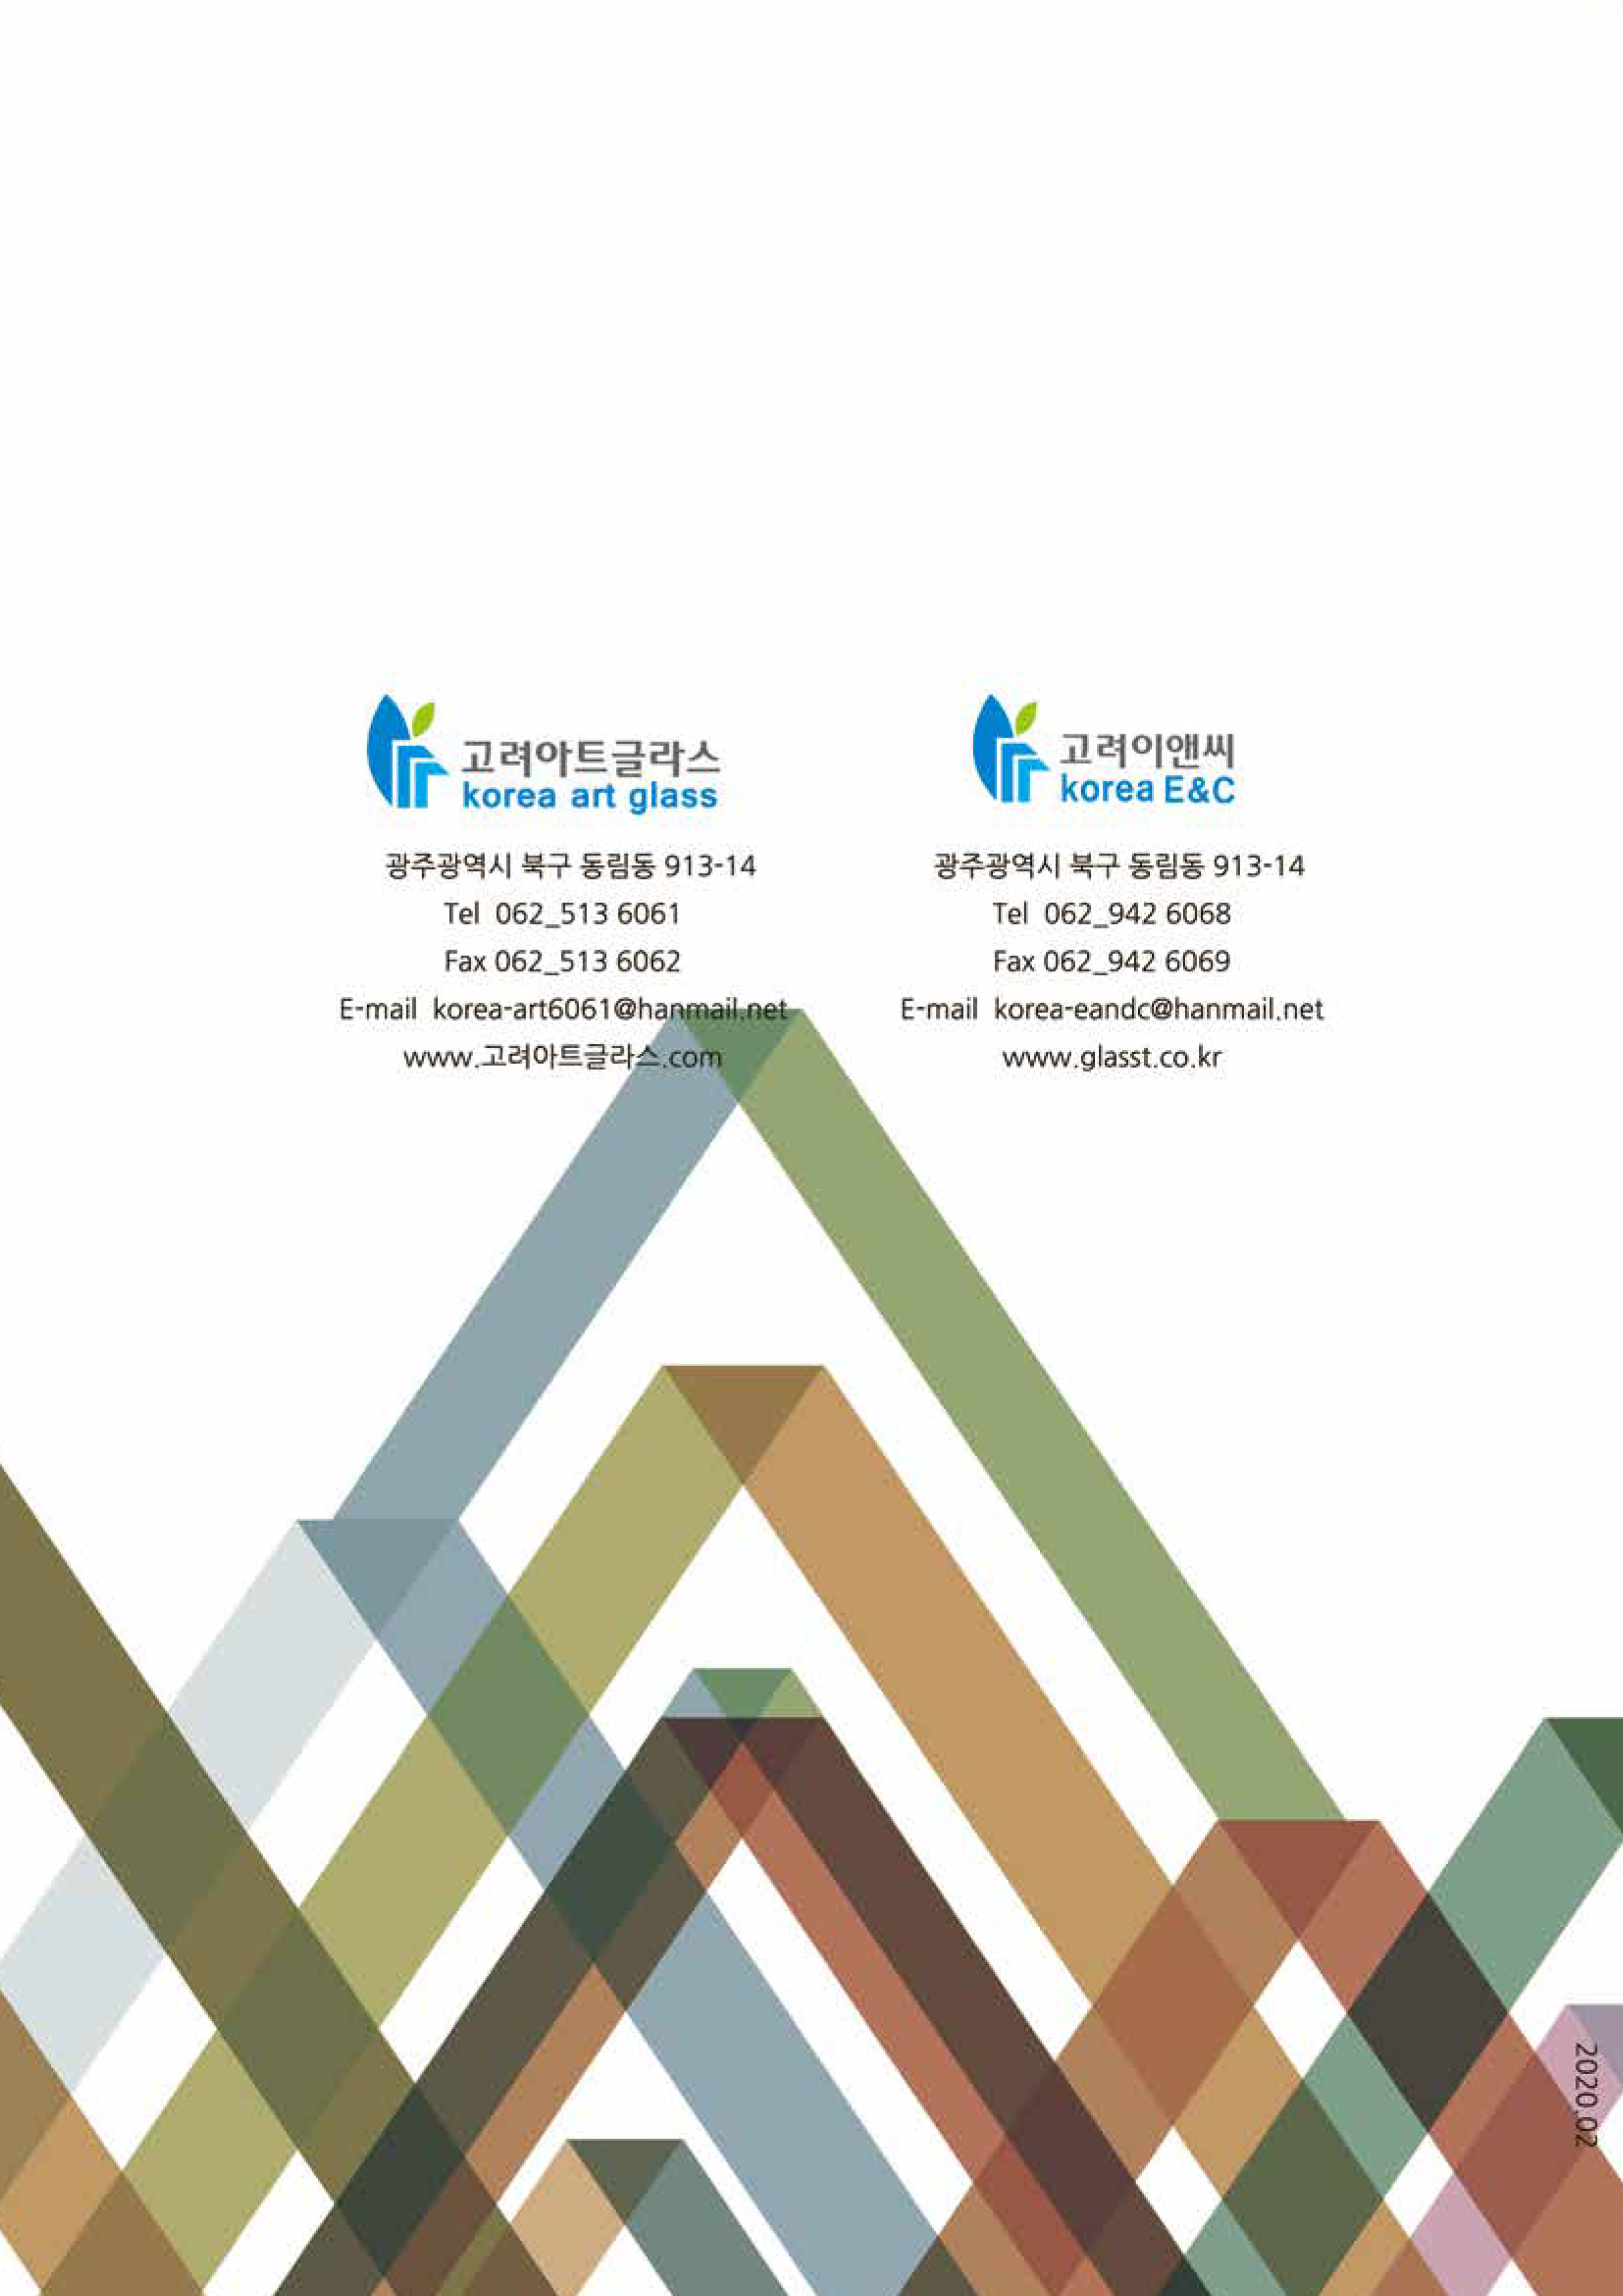 고려아트글라스
korea art glass
광주광역시 북구 동림동 913-14
Tel 062_513 6061
Fax 062_513 6062
E-mail korea-art6061@hanmail.net
www.고려아트글라스.com
고려이앤씨
korea E&C
광주광역시 북구 동림동 913-14
Tel 062_942 6068
Fax 062_942 6069
E-mail korea-eandc@hanmail.net
www.glasst.co.kr
2020.02